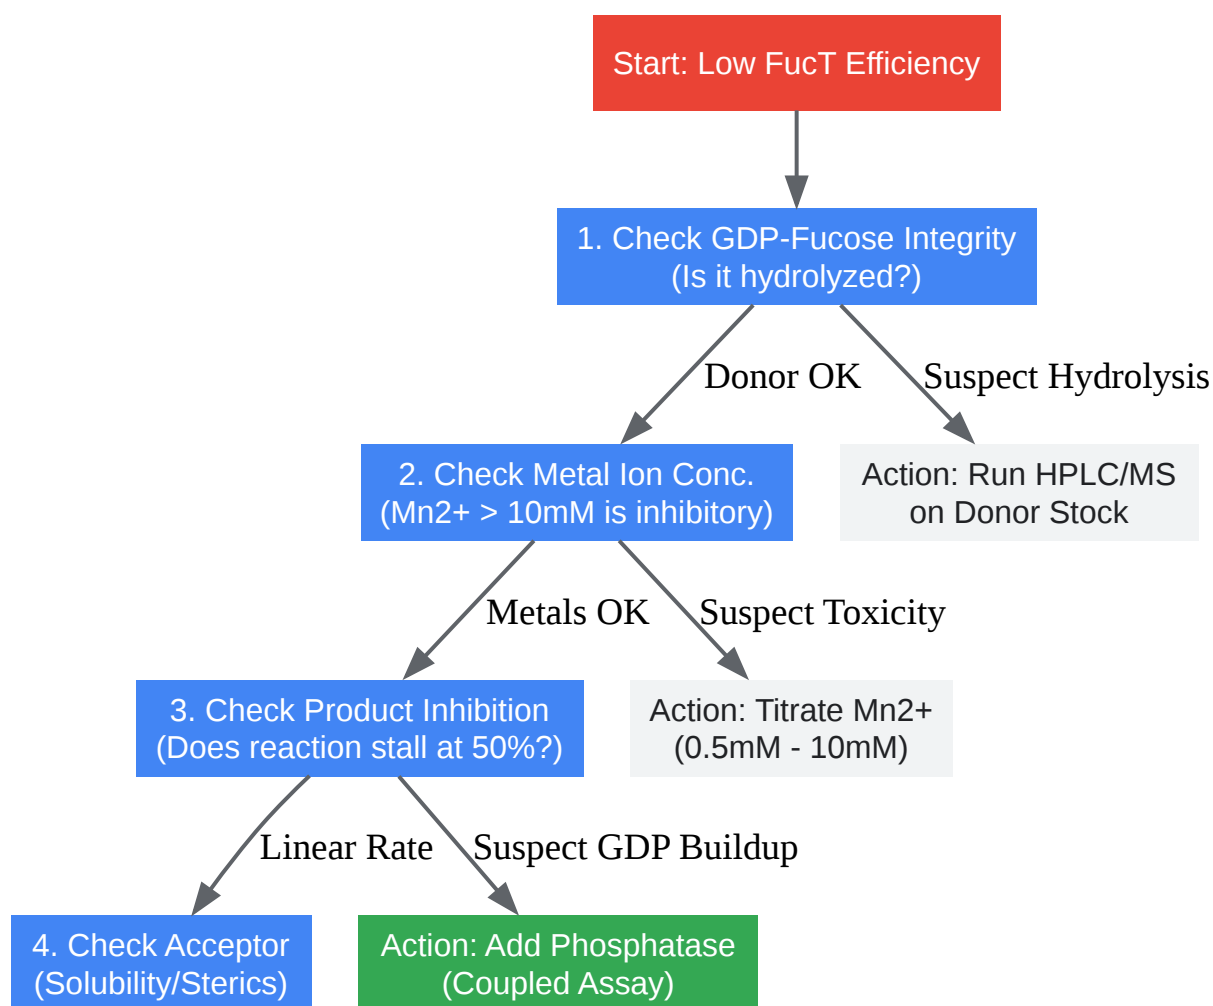 Start: Low FucT Efficiency
1. Check GDP-Fucose Integrity
(Is it hydrolyzed?)
Donor OK
Suspect Hydrolysis
2. Check Metal Ion Conc.
(Mn2+ > 10mM is inhibitory)
Action: Run HPLC/MS
on Donor Stock
Metals OK
Suspect Toxicity
3. Check Product Inhibition
(Does reaction stall at 50%?)
Action: Titrate Mn2+
(0.5mM - 10mM)
Linear Rate
Suspect GDP Buildup
4. Check Acceptor
(Solubility/Sterics)
Action: Add Phosphatase
(Coupled Assay)